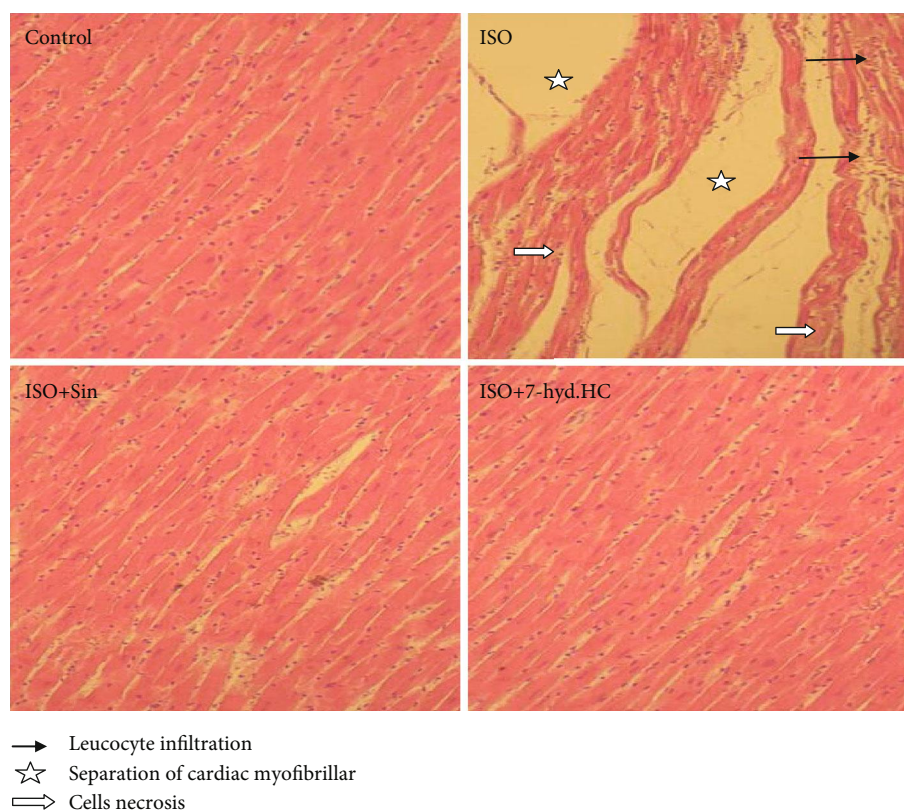 Control
ISO
ISO+Sin
ISO+7-hyd.HC
Leucocyte infiltration
Separation of cardiac myofibrillar
Cells necrosis